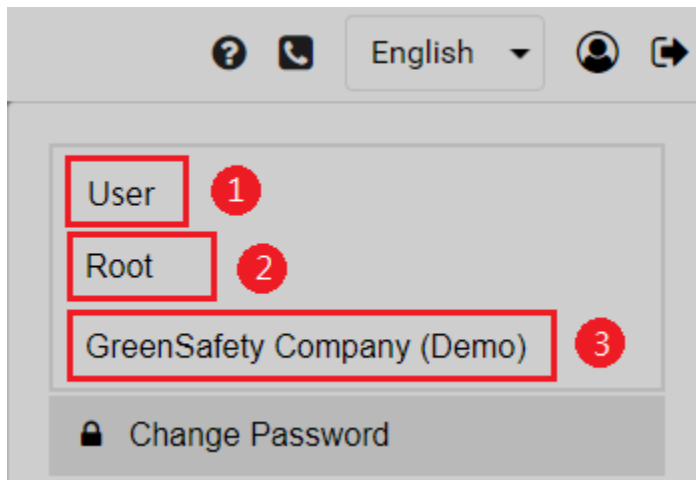 English
User 1
Root 2
GreenSafety Company (Demo) 3
Change Password